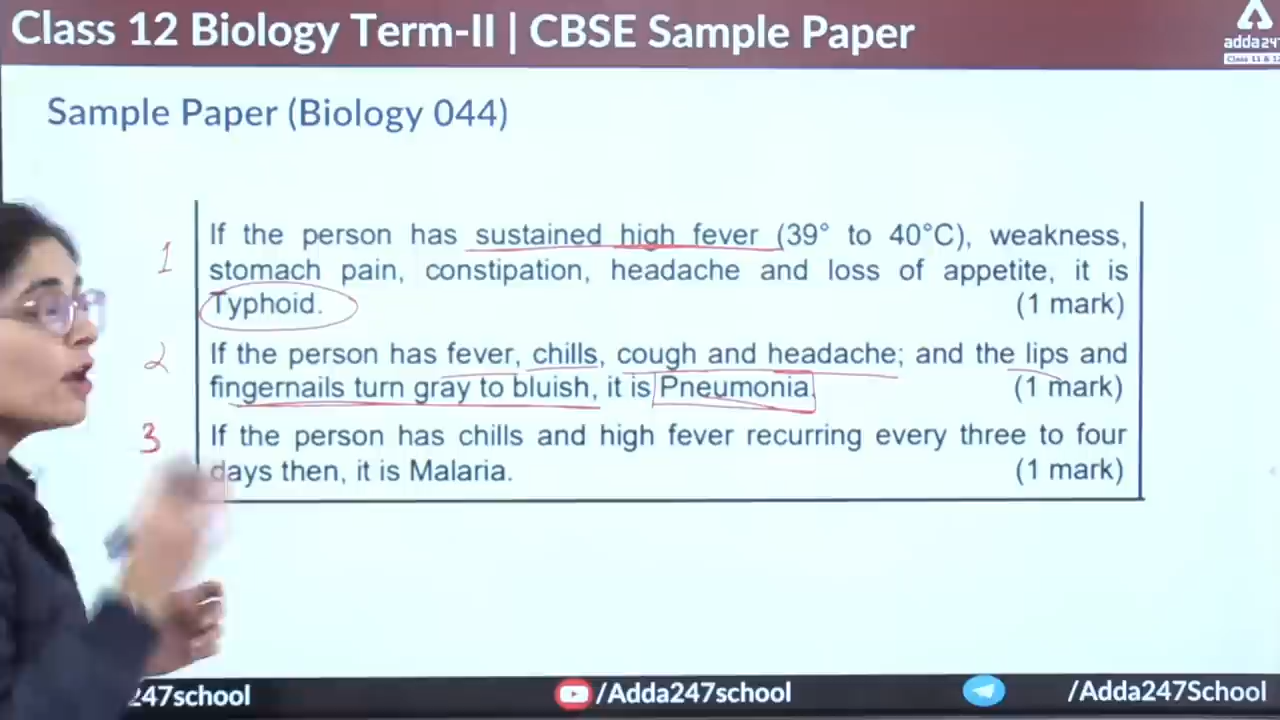 Class 12 Biology Term-II | CBSE Sample Paper
adda247
Class 11 & 12
Sample Paper (Biology 044)
1
If the person has sustained high fever (39° to 40°C), weakness,
stomach pain, constipation, headache and loss of appetite, it is
Typhoid. (1 mark)
2
If the person has fever, chills, cough and headache; and the lips and
fingernails turn gray to bluish, it is Pneumonia. (1 mark)
3
If the person has chills and high fever recurring every three to four
days then, it is Malaria. (1 mark)
247school
/Adda247school
/Adda247School